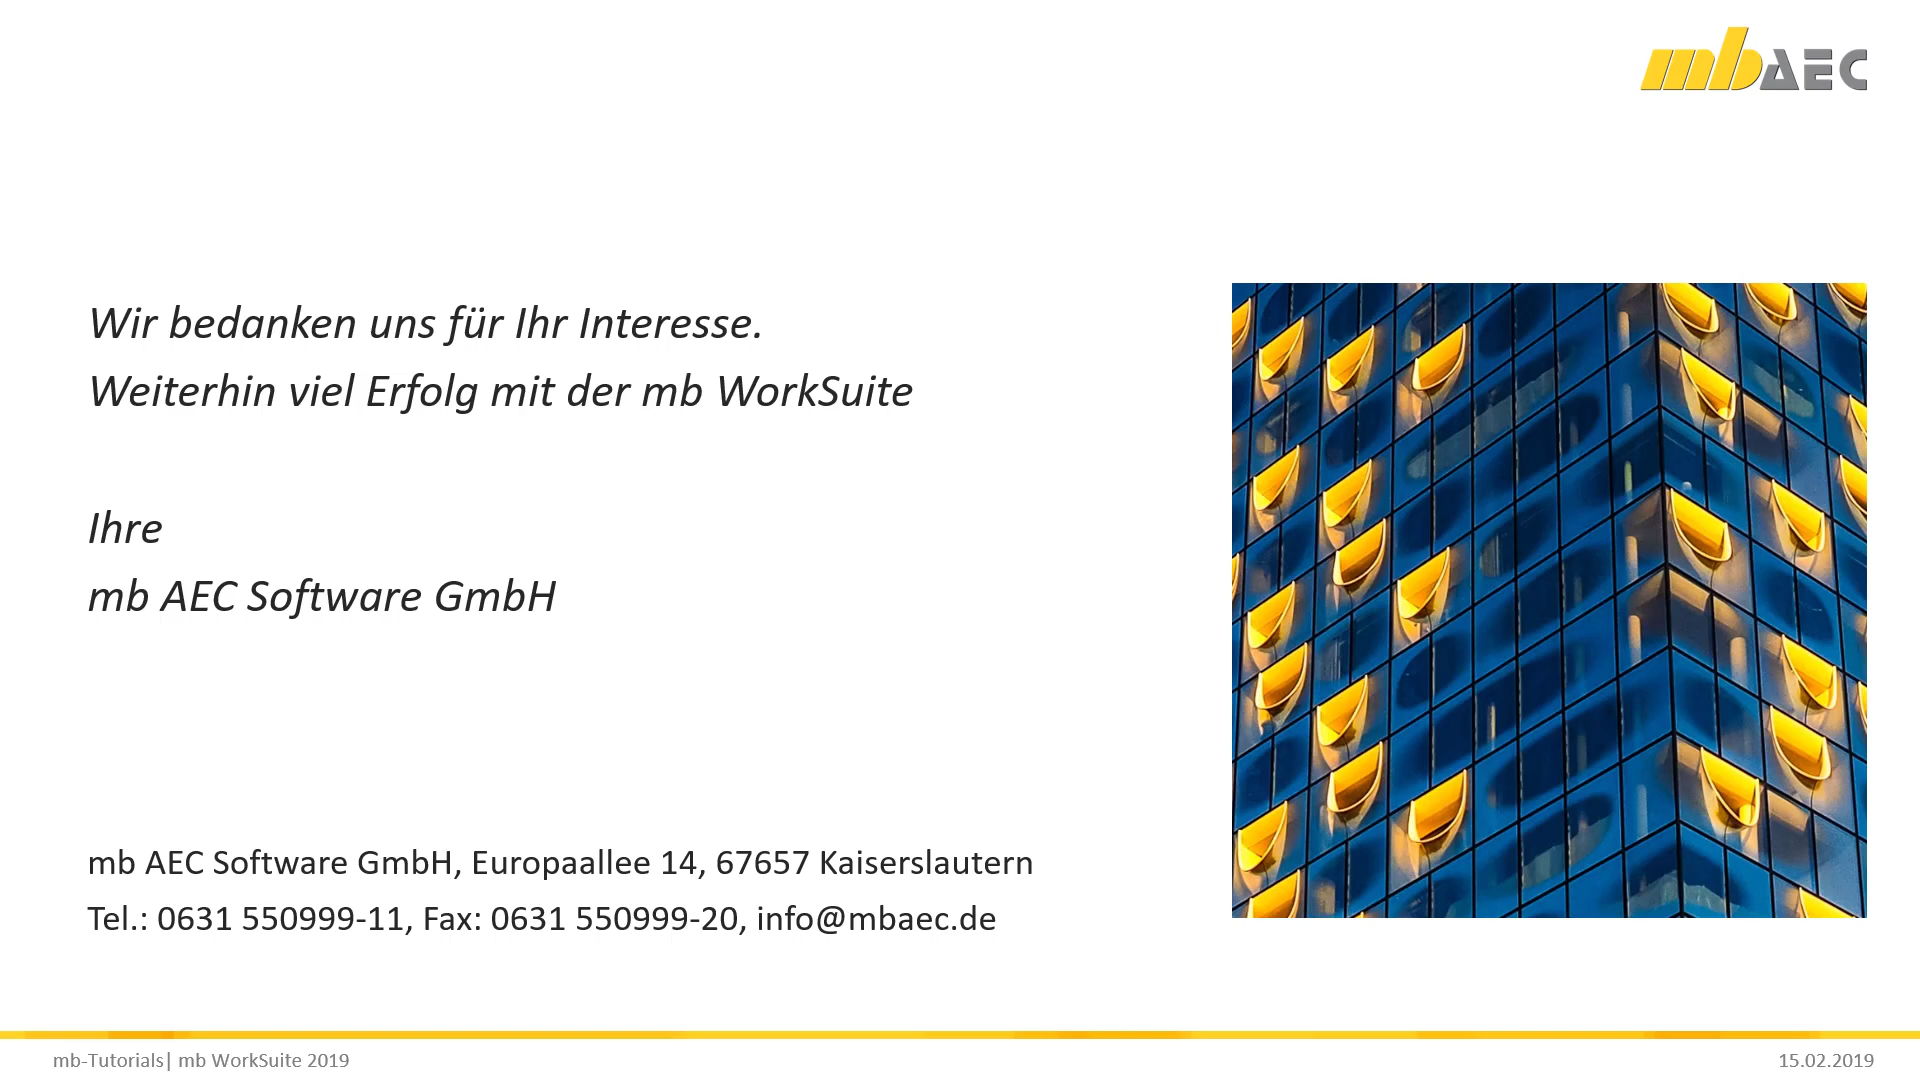 mbAEC
Wir bedanken uns für Ihr Interesse.
Weiterhin viel Erfolg mit der mb WorkSuite
Ihre
mb AEC Software GmbH
mb AEC Software GmbH, Europaallee 14, 67657 Kaiserslautern
Tel.: 0631 550999-11, Fax: 0631 550999-20, info@mbaec.de
mb-Tutorials| mb WorkSuite 2019
15.02.2019